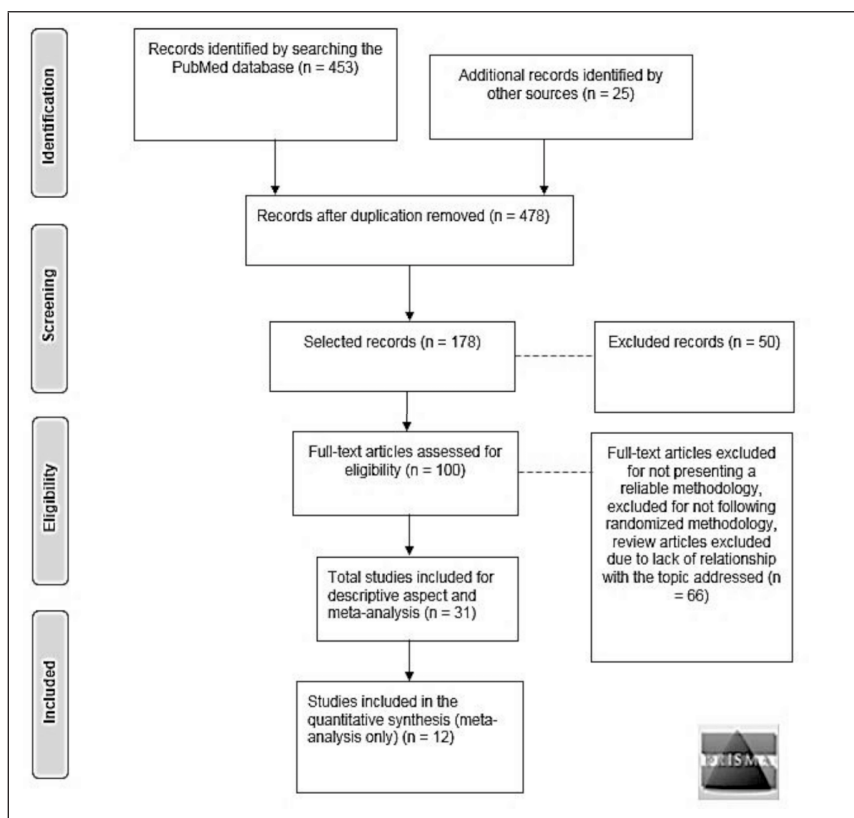 Identification
Records identified by searching the
PubMed database (n = 453)
Additional records identified by
other sources (n = 25)
Records after duplication removed (n = 478)
Screening
Selected records (n = 178)
Excluded records (n = 50)
Eligibility
Full-text articles assessed for
eligibility (n = 100)
Full-text articles excluded
for not presenting a
reliable methodology,
excluded for not following
randomized methodology,
review articles excluded
due to lack of relationship
with the topic addressed (n
= 66)
Total studies included for
descriptive aspect and
meta-analysis (n = 31)
Included
Studies included in the
quantitative synthesis (meta-
analysis only) (n = 12)